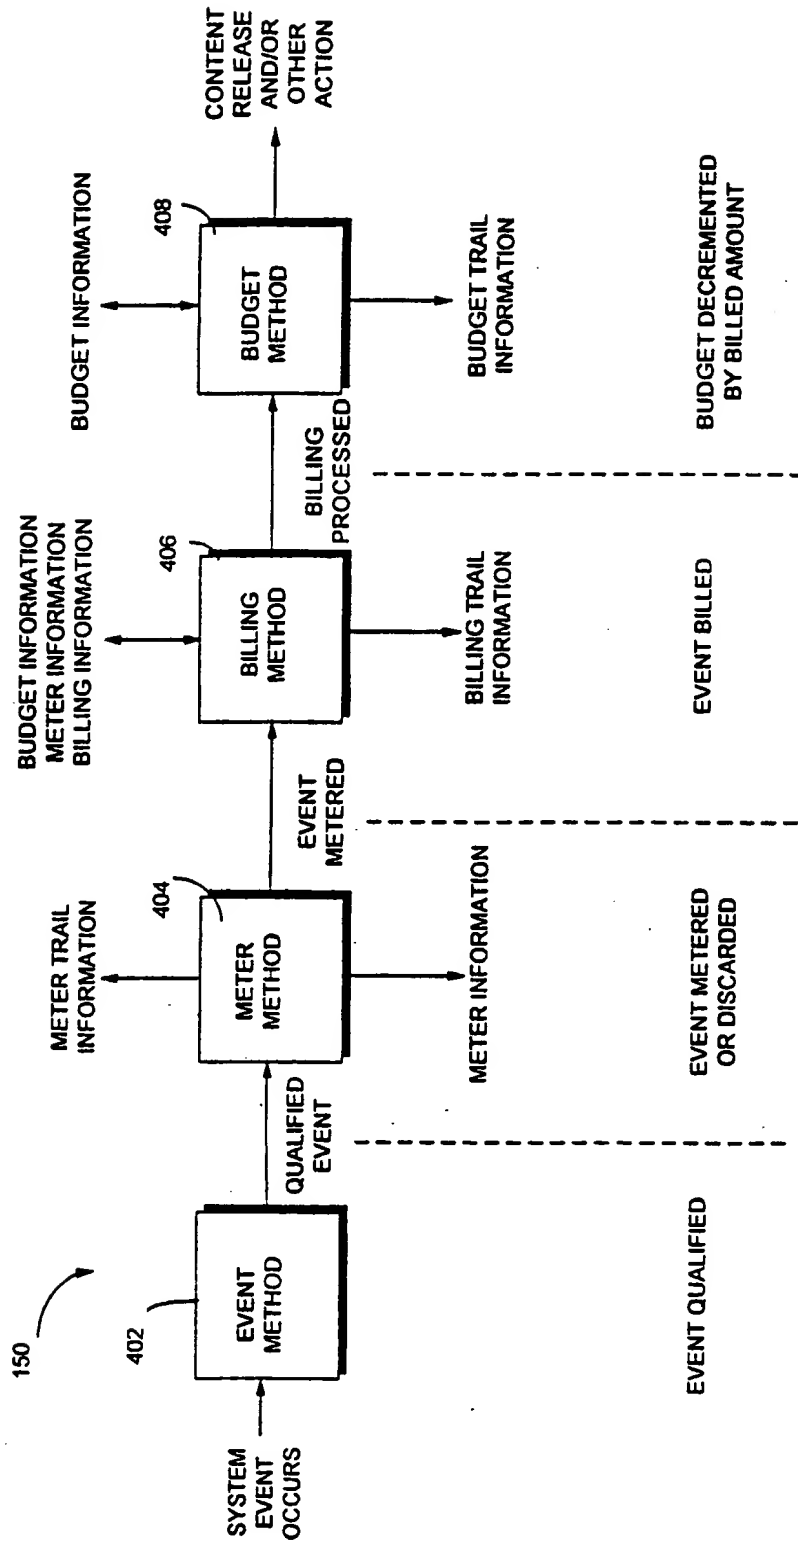 150
SYSTEM
EVENT
OCCURS
402
EVENT
METHOD
QUALIFIED
EVENT
METER TRAIL
INFORMATION
404
METER
METHOD
METER INFORMATION
EVENT
METERED
BUDGET INFORMATION
METER INFORMATION
BILLING INFORMATION
406
BILLING
METHOD
BILLING TRAIL
INFORMATION
BILLING
PROCESSED
BUDGET INFORMATION
408
BUDGET
METHOD
BUDGET TRAIL
INFORMATION
CONTENT
RELEASE
AND/OR
OTHER
ACTION
EVENT QUALIFIED
EVENT METERED
OR DISCARDED
EVENT BILLED
BUDGET DECREMENTED
BY BILLED AMOUNT